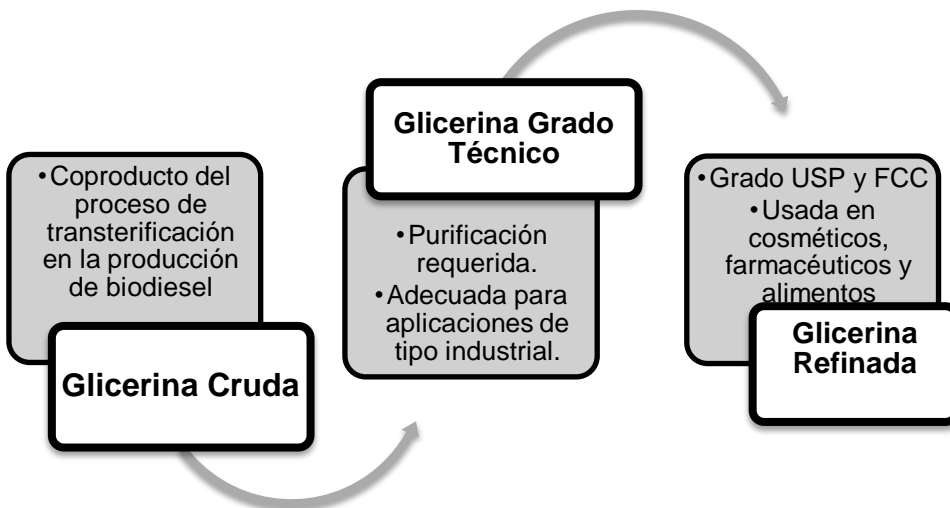 •Coproducto del
proceso de
transterificación
en la producción
de biodiesel
Glicerina Cruda
Glicerina Grado
Técnico
•Purificación
requerida.
•Adecuada para
aplicaciones de
tipo industrial.
•Grado USP y FCC
•Usada en
cosméticos,
farmacéuticos y
alimentos
Glicerina
Refinada